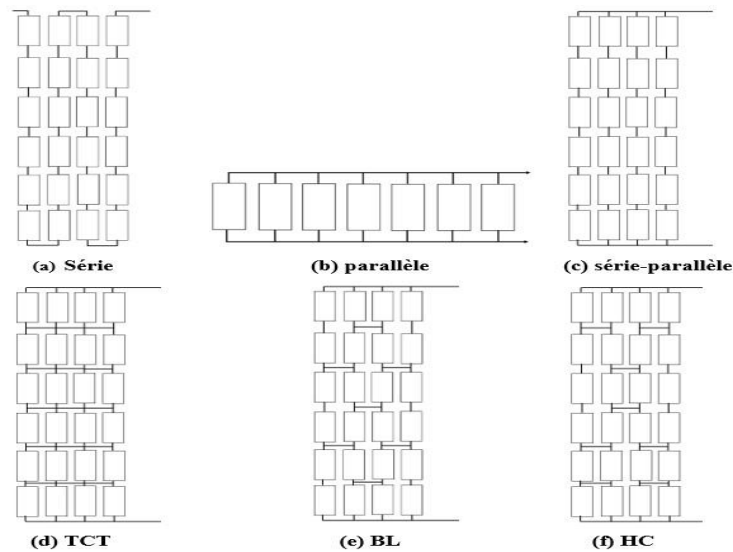 (a) Série
(b) parallèle
(c) série-parallèle
(d) TCT
(e) BL
(f) HC